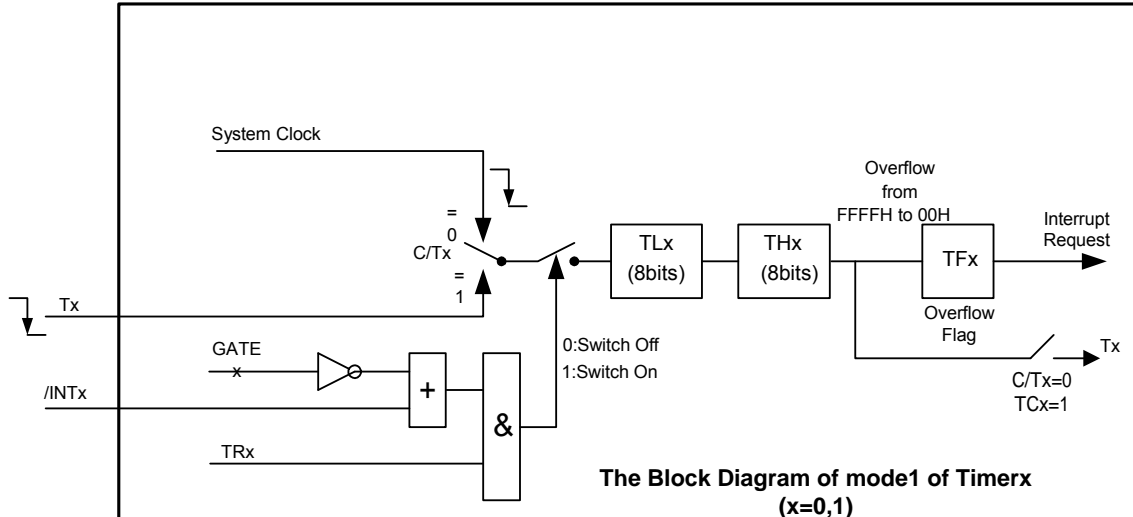 System Clock
Overflow
from
FFFFH to 00H
Interrupt
Request
=
0
C/Tx
=
1
TLx
(8bits)
THx
(8bits)
TFx
Overflow
Flag
Tx
Tx
C/Tx=0
TCx=1
0:Switch Off
1:Switch On
GATE
x
+
/INTx
&
TRx
The Block Diagram of mode1 of Timerx
(x=0,1)